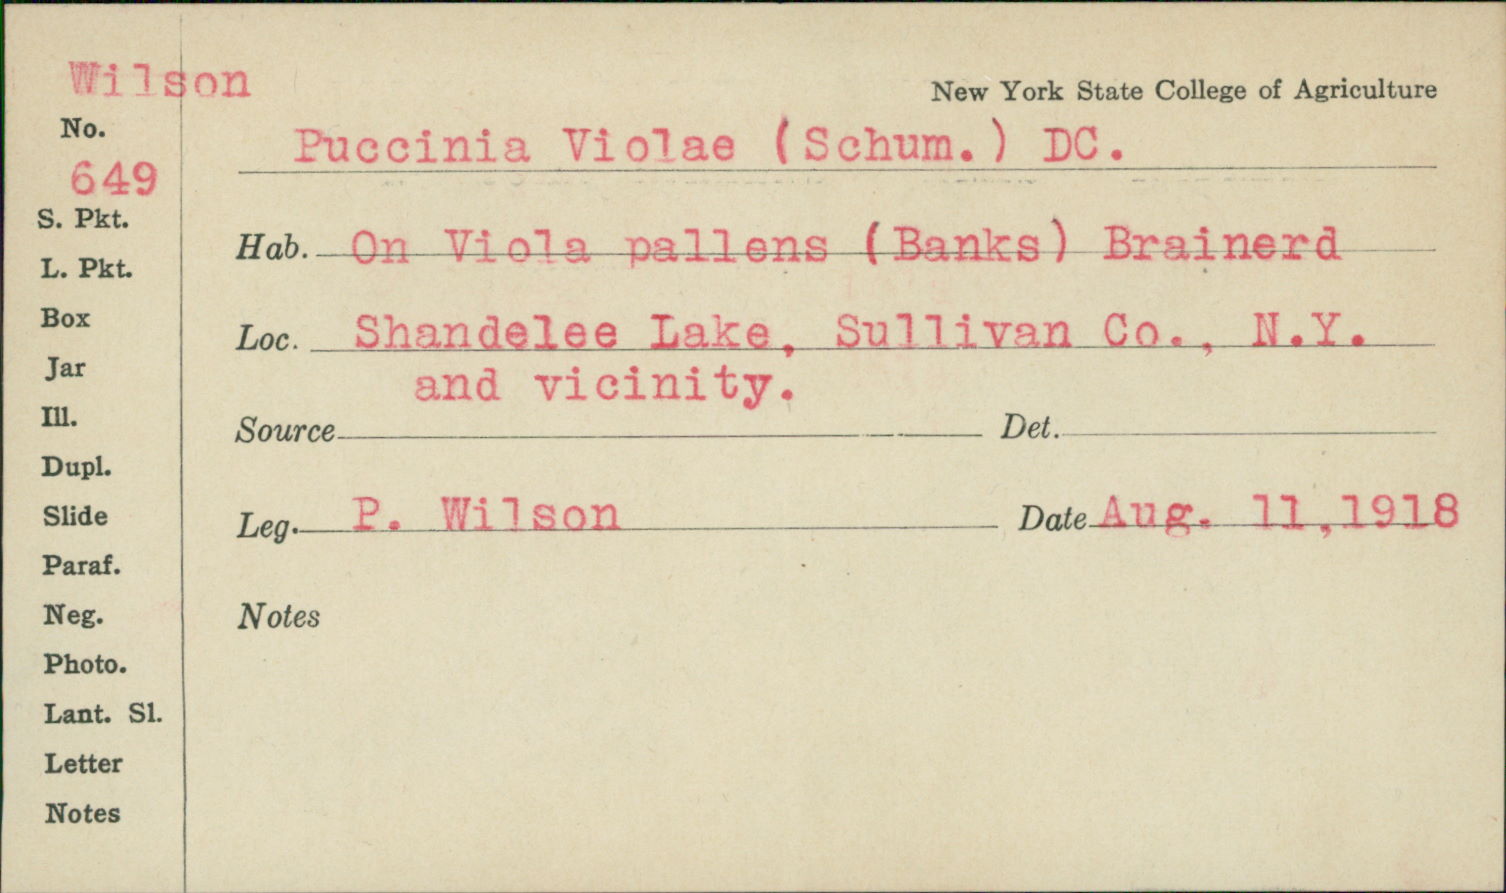 Wilson
New York State College of Agriculture
No.
Puccinia Violae (Schum.) DC.
649
S. Pkt.
Hab. On Viola pallens (Banks) Brainerd
L. Pkt.
Box
Loc. Shandelee Lake, Sullivan Co., N.Y.
Jar
and vicinity.
Ill.
Source Det.
Dupl.
Slide
Leg. P. Wilson Date Aug. 11,1918
Paraf.
Neg.
Notes
Photo.
Lant. Sl.
Letter
Notes